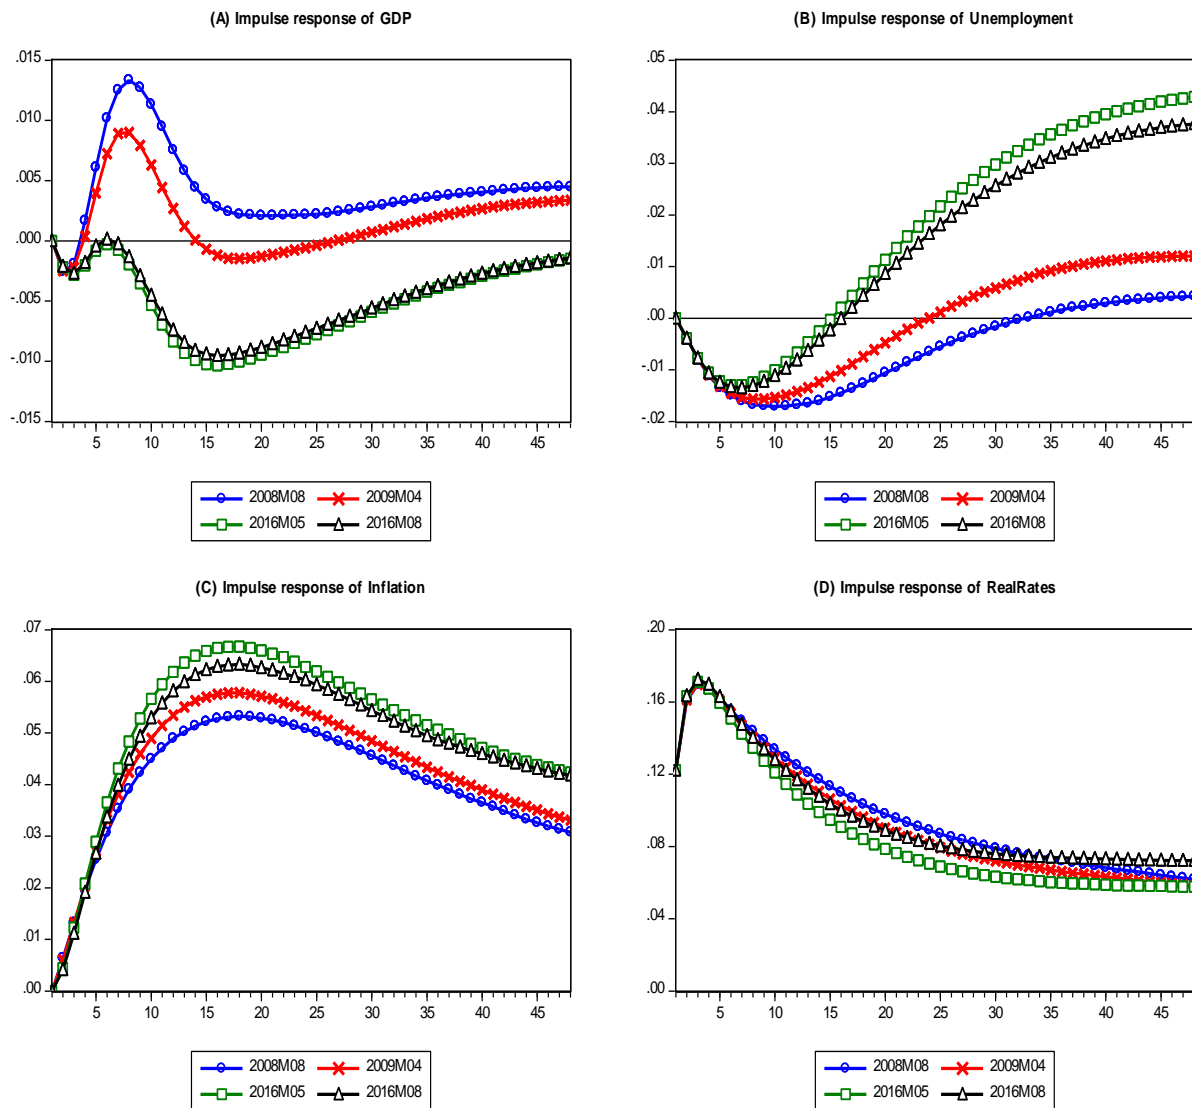 (A) Impulse response of GDP
.015
.010
.005
.000
-.005
-.010
-.015
5 10 15 20 25 30 35 40 45
2008M08 2009M04
2016M05 2016M08
(B) Impulse response of Unemployment
.05
.04
.03
.02
.01
.00
-.01
-.02
5 10 15 20 25 30 35 40 45
2008M08 2009M04
2016M05 2016M08
(C) Impulse response of Inflation
.07
.06
.05
.04
.03
.02
.01
.00
5 10 15 20 25 30 35 40 45
2008M08 2009M04
2016M05 2016M08
(D) Impulse response of RealRates
.20
.16
.12
.08
.04
.00
5 10 15 20 25 30 35 40 45
2008M08 2009M04
2016M05 2016M08